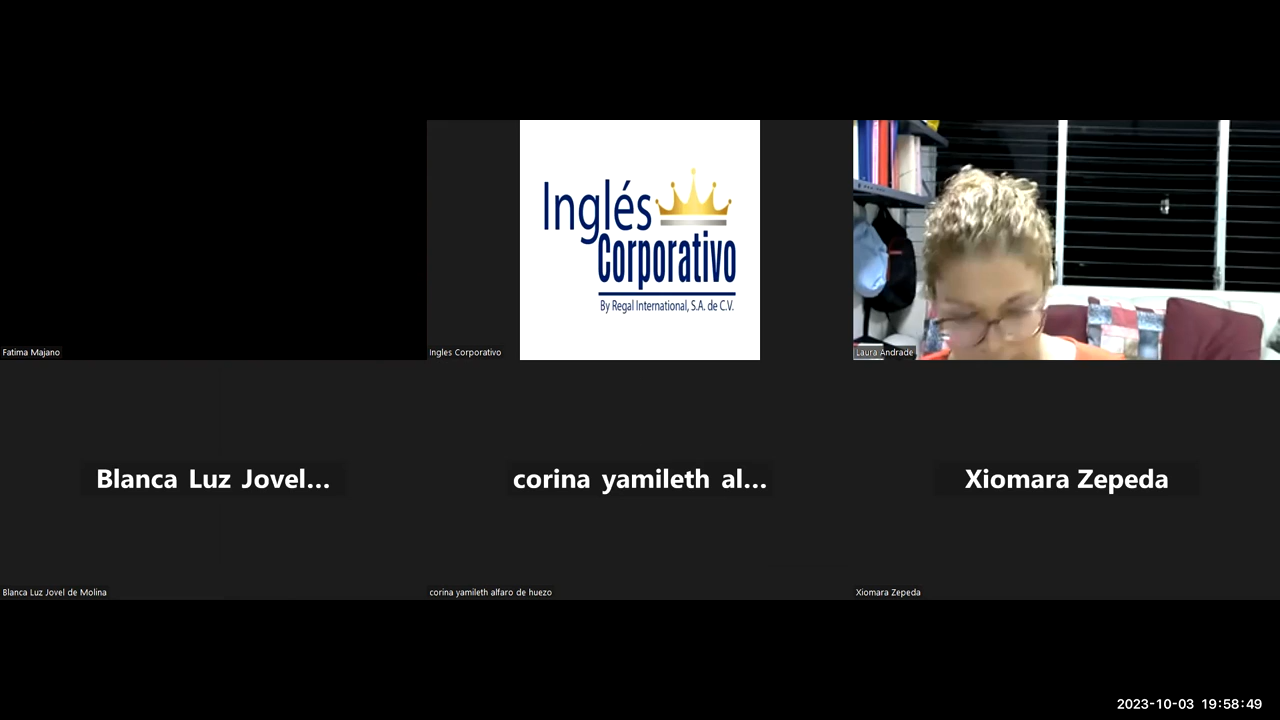 Inglés
Corporativo
By Regal International, S.A. de C.V.
Fatima Majano
Ingles Corporativo
Laura Andrade
Blanca Luz Jovel...
corina yamileth al...
Xiomara Zepeda
Blanca Luz Jovel de Molina
corina yamileth alfaro de huezo
Xiomara Zepeda
2023-10-03 19:58:49